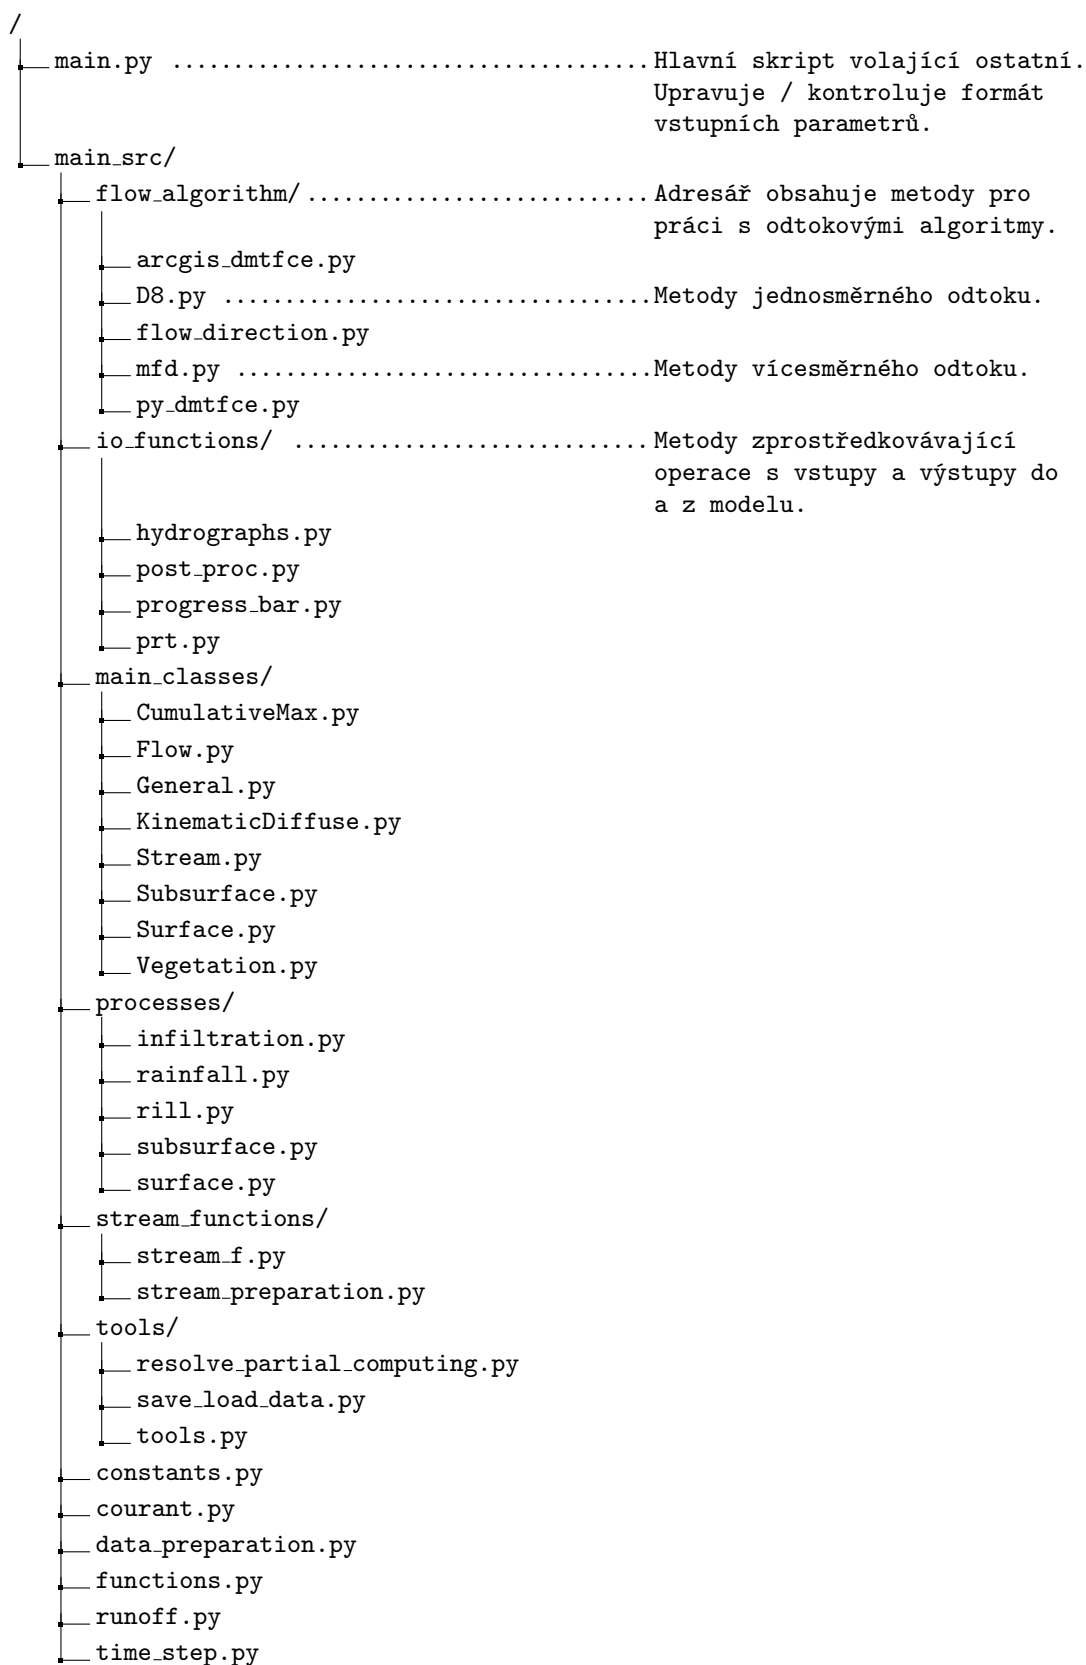 /
main.py ....................................... Hlavní skript volající ostatní.
Upravuje / kontroluje formát
vstupních parametrů.
main_src/
flow_algorithm/ ............................ Adresář obsahuje metody pro
práci s odtokovými algoritmy.
arcgis_dmtfce.py
D8.py ................................... Metody jednosměrného odtoku.
flow_direction.py
mfd.py .................................. Metody vícesměrného odtoku.
py_dmtfce.py
io_functions/ ............................. Metody zprostředkovávající
operace s vstupy a výstupy do
a z modelu.
hydrographs.py
post_proc.py
progress_bar.py
prt.py
main_classes/
CumulativeMax.py
Flow.py
General.py
KinematicDiffuse.py
Stream.py
Subsurface.py
Surface.py
Vegetation.py
processes/
infiltration.py
rainfall.py
rill.py
subsurface.py
surface.py
stream_functions/
stream_f.py
stream_preparation.py
tools/
resolve_partial_computing.py
save_load_data.py
tools.py
constants.py
courant.py
data_preparation.py
functions.py
runoff.py
time_step.py